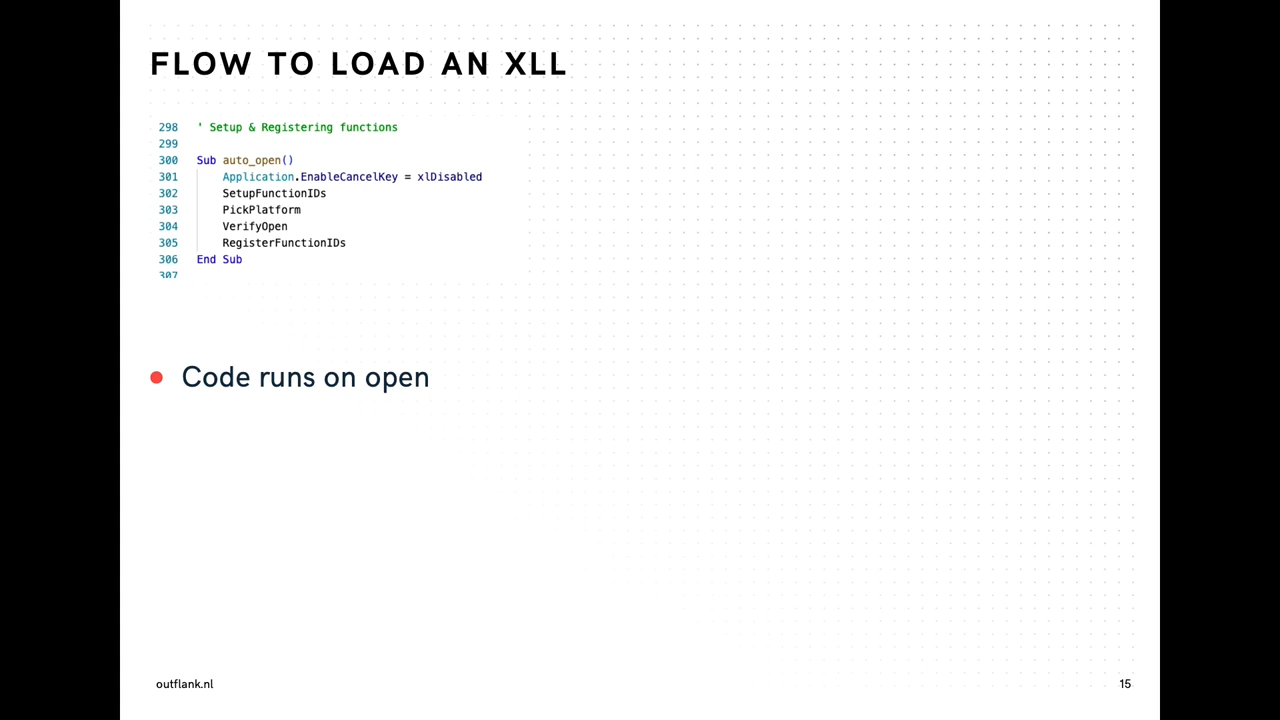 FLOW TO LOAD AN XLL
298 ' Setup & Registering functions
299
300 Sub auto_open()
301 Application.EnableCancelKey = xlDisabled
302 SetupFunctionIDs
303 PickPlatform
304 VerifyOpen
305 RegisterFunctionIDs
306 End Sub
307
Code runs on open
outflank.nl
15